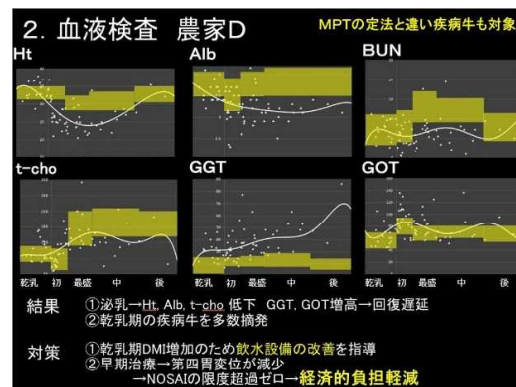 2. 血液検査 農家D
MPTの定法と違い疾病牛も対象
Ht
Alb
BUN
t-cho
GGT
GOT
乾乳 初 最盛 中 後
乾乳 初 最盛 中 後
乾乳 初 最盛 中 後
結果 ①泌乳→Ht, Alb, t-cho 低下 GGT, GOT増高→回復遅延
②乾乳期の疾病牛を多数摘発
対策 ①乾乳期DMI増加のため飲水設備の改善を指導
②早期治療→第四胃変位が減少
→NOSAIの限度超過ゼロ→経済的負担軽減